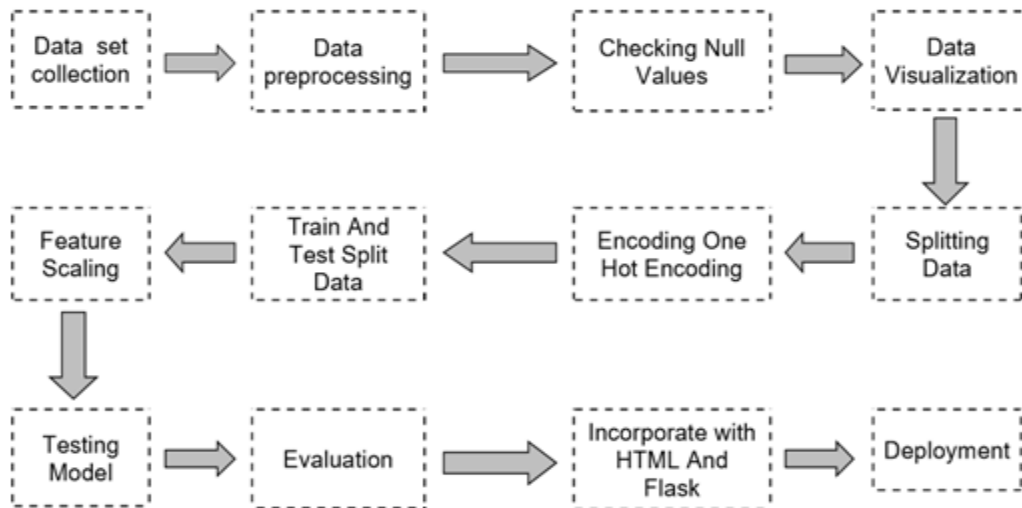 Data set
collection
Data
preprocessing
Checking Null
Values
Data
Visualization
Splitting
Data
Encoding One
Hot Encoding
Train And
Test Split
Data
Feature
Scaling
Testing
Model
Evaluation
Incorporate with
HTML And
Flask
Deployment